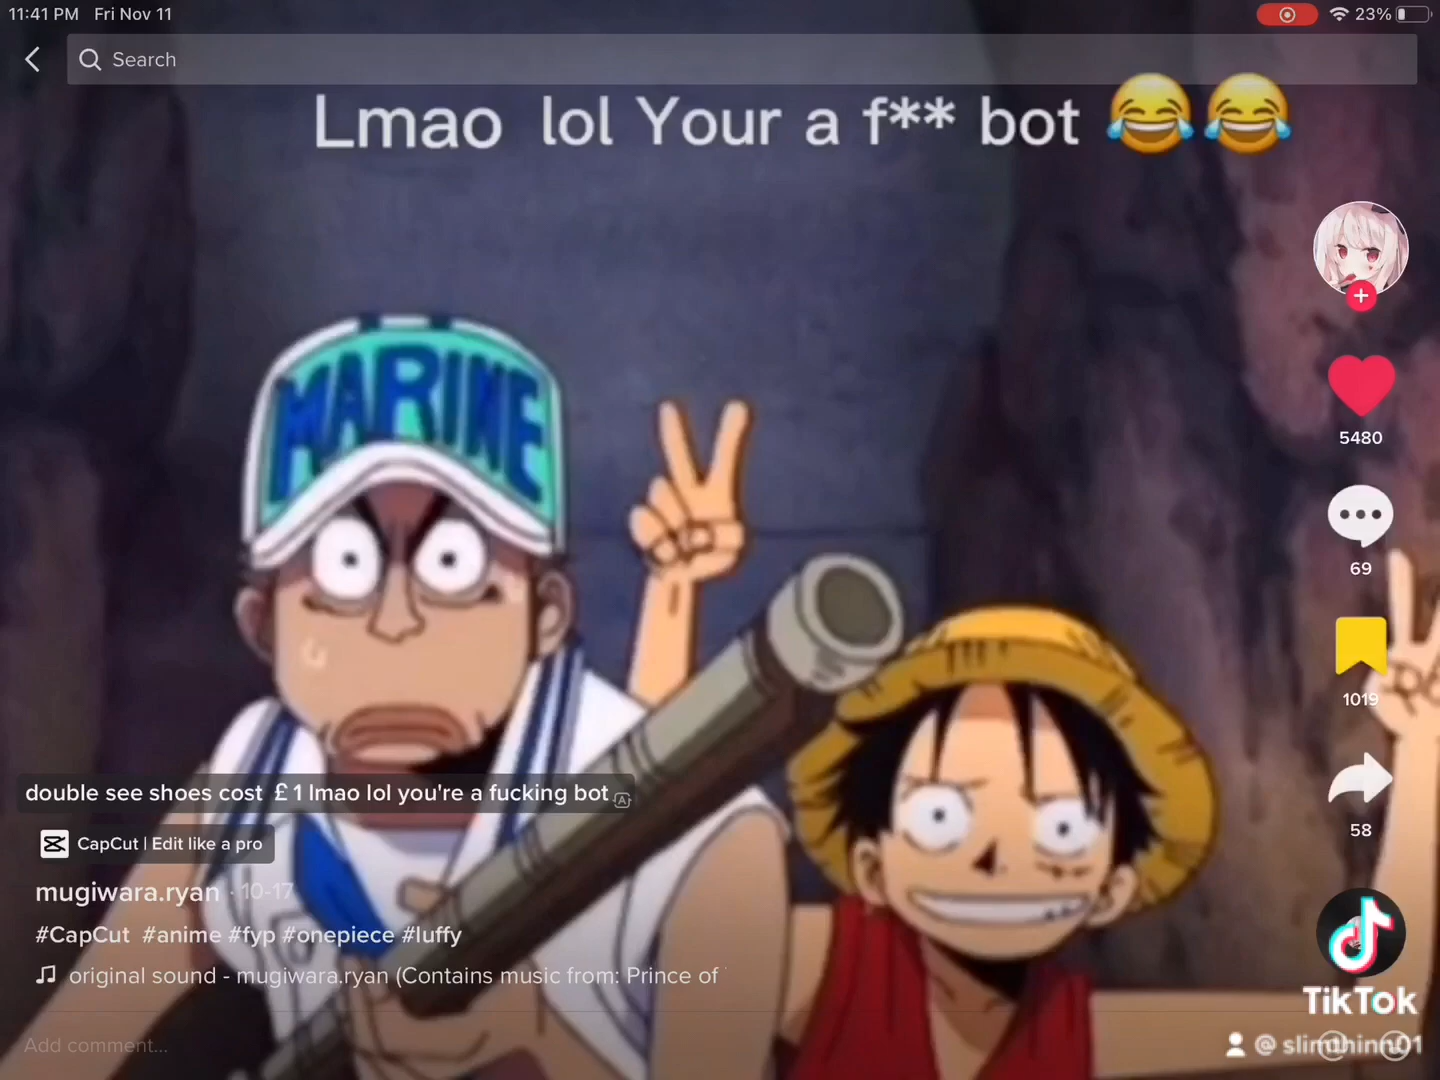 11:41 PM Fri Nov 11
23%
Search
Lmao lol Your a f** bot 😂😂
MARINE
5480
69
1019
58
double see shoes cost £1 lmao lol you're a fucking bot
CapCut | Edit like a pro
mugiwara.ryan · 10-17
#CapCut #anime #fyp #onepiece #luffy
original sound - mugiwara.ryan (Contains music from: Prince of
TikTok
Add comment...